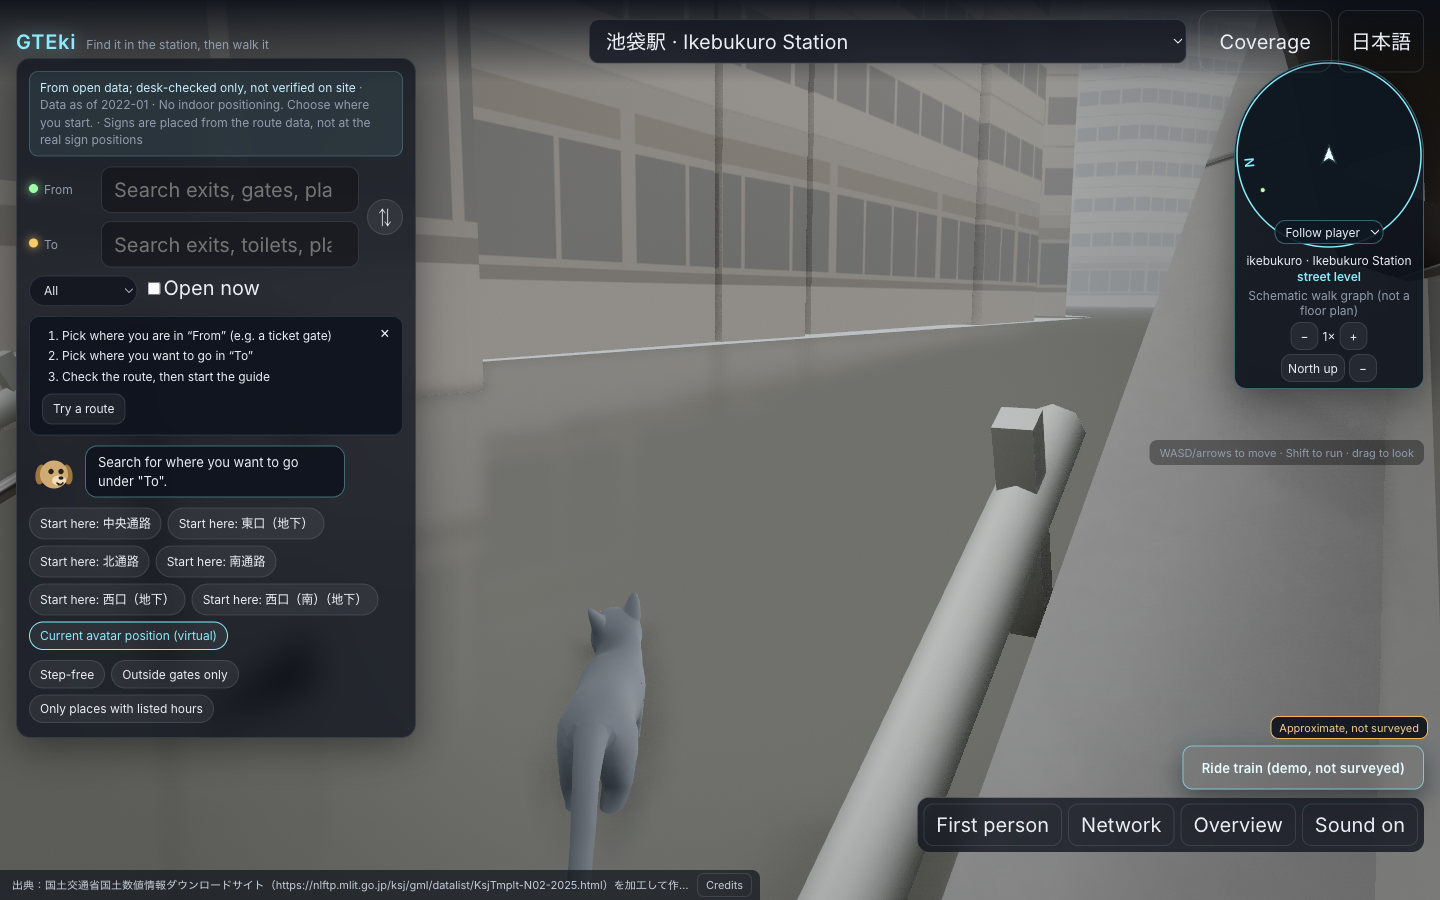 GTEki Find it in the station, then walk it
池袋駅 · Ikebukuro Station
Coverage
日本語
From open data; desk-checked only, not verified on site ·
Data as of 2022-01 · No indoor positioning. Choose where
you start. · Signs are placed from the route data, not at the
real sign positions
From
Search exits, gates, pla
To
Search exits, toilets, pla
All
Open now
1. Pick where you are in “From” (e.g. a ticket gate)
2. Pick where you want to go in “To”
3. Check the route, then start the guide
Try a route
Search for where you want to go
under "To".
Start here: 中央通路
Start here: 東口（地下）
Start here: 北通路
Start here: 南通路
Start here: 西口（地下）
Start here: 西口（南）（地下）
Current avatar position (virtual)
Step-free
Outside gates only
Only places with listed hours
N
Follow player
ikebukuro · Ikebukuro Station
street level
Schematic walk graph (not a
floor plan)
− 1× +
North up −
WASD/arrows to move · Shift to run · drag to look
Approximate, not surveyed
Ride train (demo, not surveyed)
First person
Network
Overview
Sound on
出典：国土交通省国土数値情報ダウンロードサイト（https://nlftp.mlit.go.jp/ksj/gml/datalist/KsjTmplt-N02-2025.html）を加工して作...
Credits